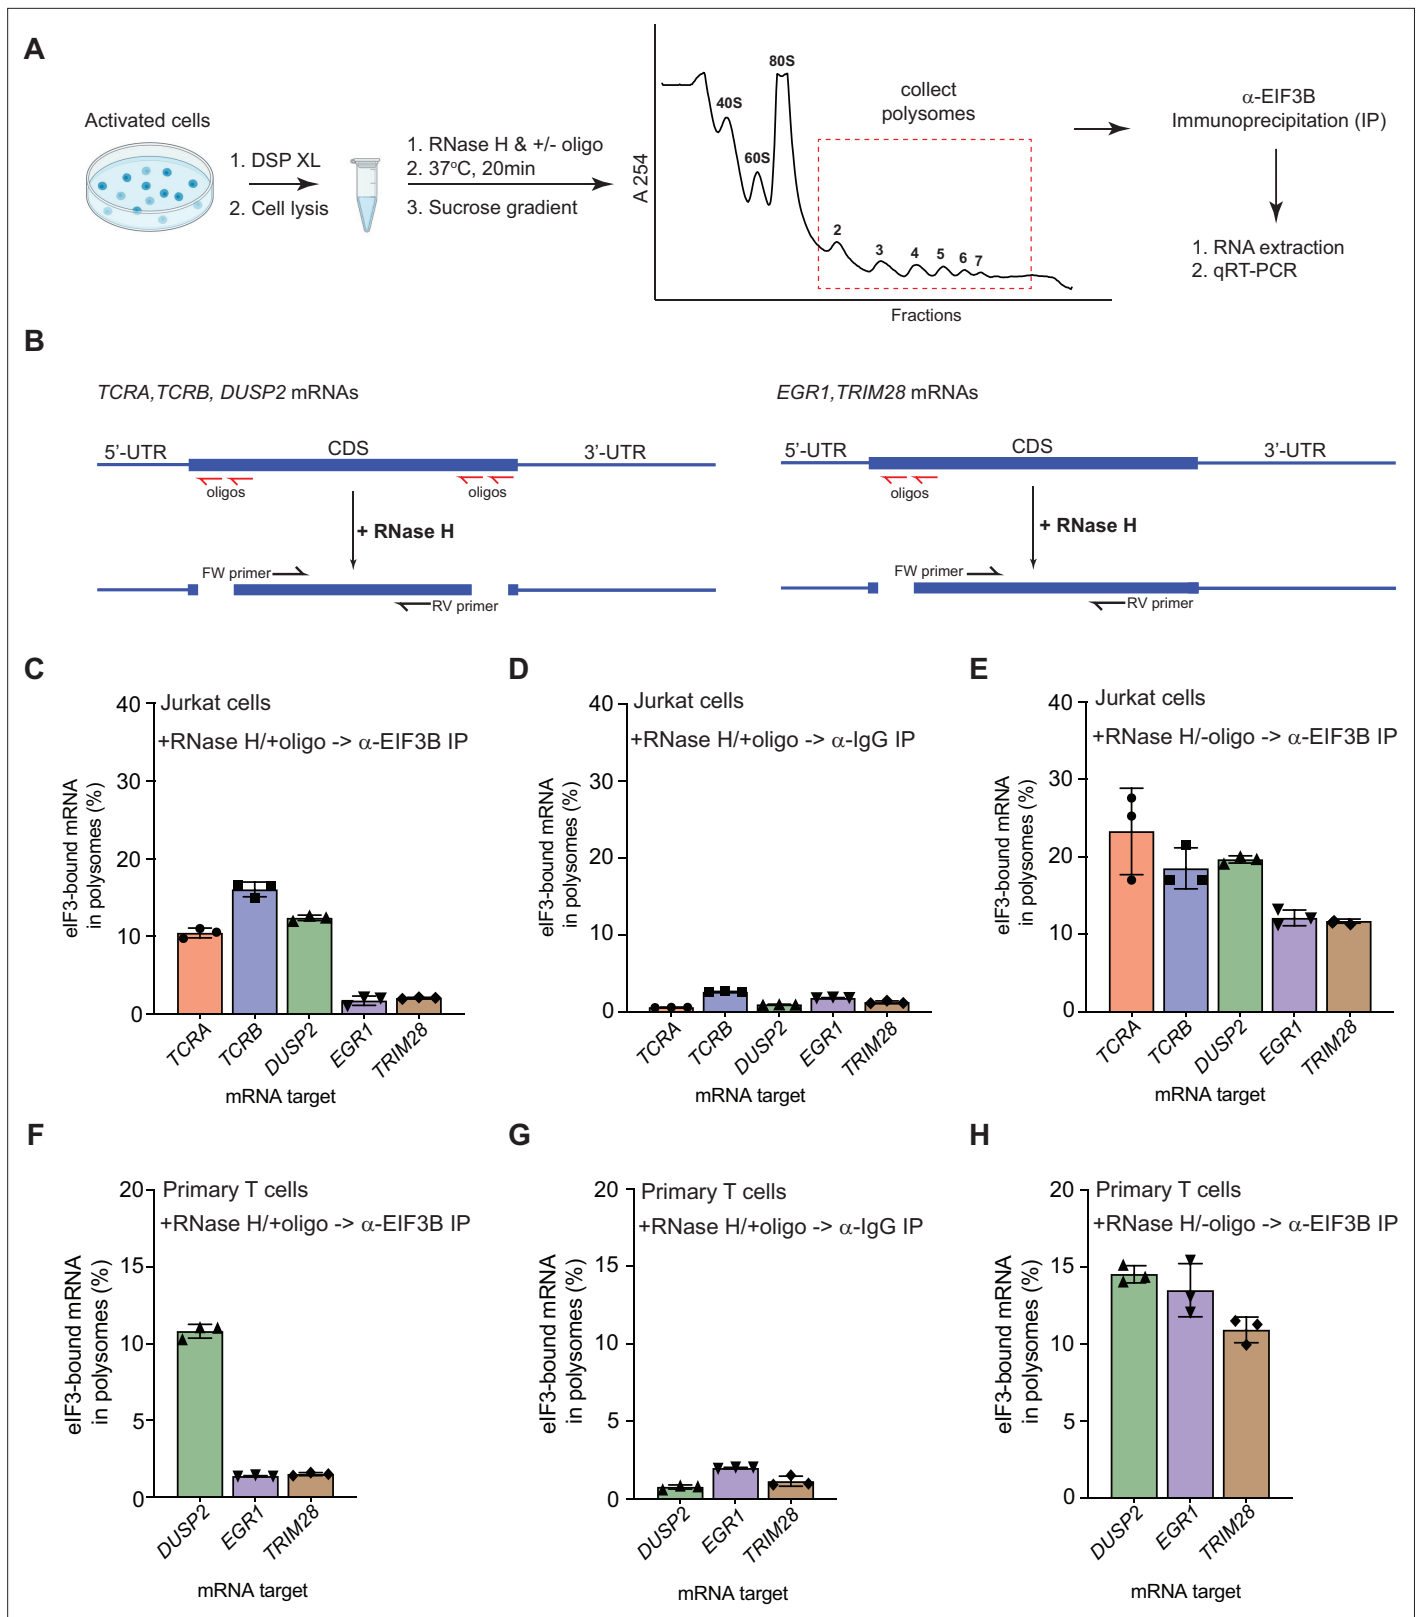 A
Activated cells
1. DSP XL
2. Cell lysis
1. RNase H & +/- oligo
2. 37°C, 20min
3. Sucrose gradient
A 254
40S
60S
80S
2
3
4
5
6
7
collect
polysomes
Fractions
α-EIF3B
Immunoprecipitation (IP)
1. RNA extraction
2. qRT-PCR
B
TCRA,TCRB, DUSP2 mRNAs
5'-UTR
CDS
3'-UTR
oligos
oligos
+ RNase H
FW primer
RV primer
EGR1,TRIM28 mRNAs
5'-UTR
CDS
3'-UTR
oligos
+ RNase H
FW primer
RV primer
C
Jurkat cells
+RNase H/+oligo -> α-EIF3B IP
eIF3-bound mRNA
in polysomes (%)
40
30
20
10
0
TCRA
TCRB
DUSP2
EGR1
TRIM28
mRNA target
D
Jurkat cells
+RNase H/+oligo -> α-IgG IP
eIF3-bound mRNA
in polysomes (%)
40
30
20
10
0
TCRA
TCRB
DUSP2
EGR1
TRIM28
mRNA target
E
Jurkat cells
+RNase H/-oligo -> α-EIF3B IP
eIF3-bound mRNA
in polysomes (%)
40
30
20
10
0
TCRA
TCRB
DUSP2
EGR1
TRIM28
mRNA target
F
Primary T cells
+RNase H/+oligo -> α-EIF3B IP
eIF3-bound mRNA
in polysomes (%)
20
15
10
5
0
DUSP2
EGR1
TRIM28
mRNA target
G
Primary T cells
+RNase H/+oligo -> α-IgG IP
eIF3-bound mRNA
in polysomes (%)
20
15
10
5
0
DUSP2
EGR1
TRIM28
mRNA target
H
Primary T cells
+RNase H/-oligo -> α-EIF3B IP
eIF3-bound mRNA
in polysomes (%)
20
15
10
5
0
DUSP2
EGR1
TRIM28
mRNA target